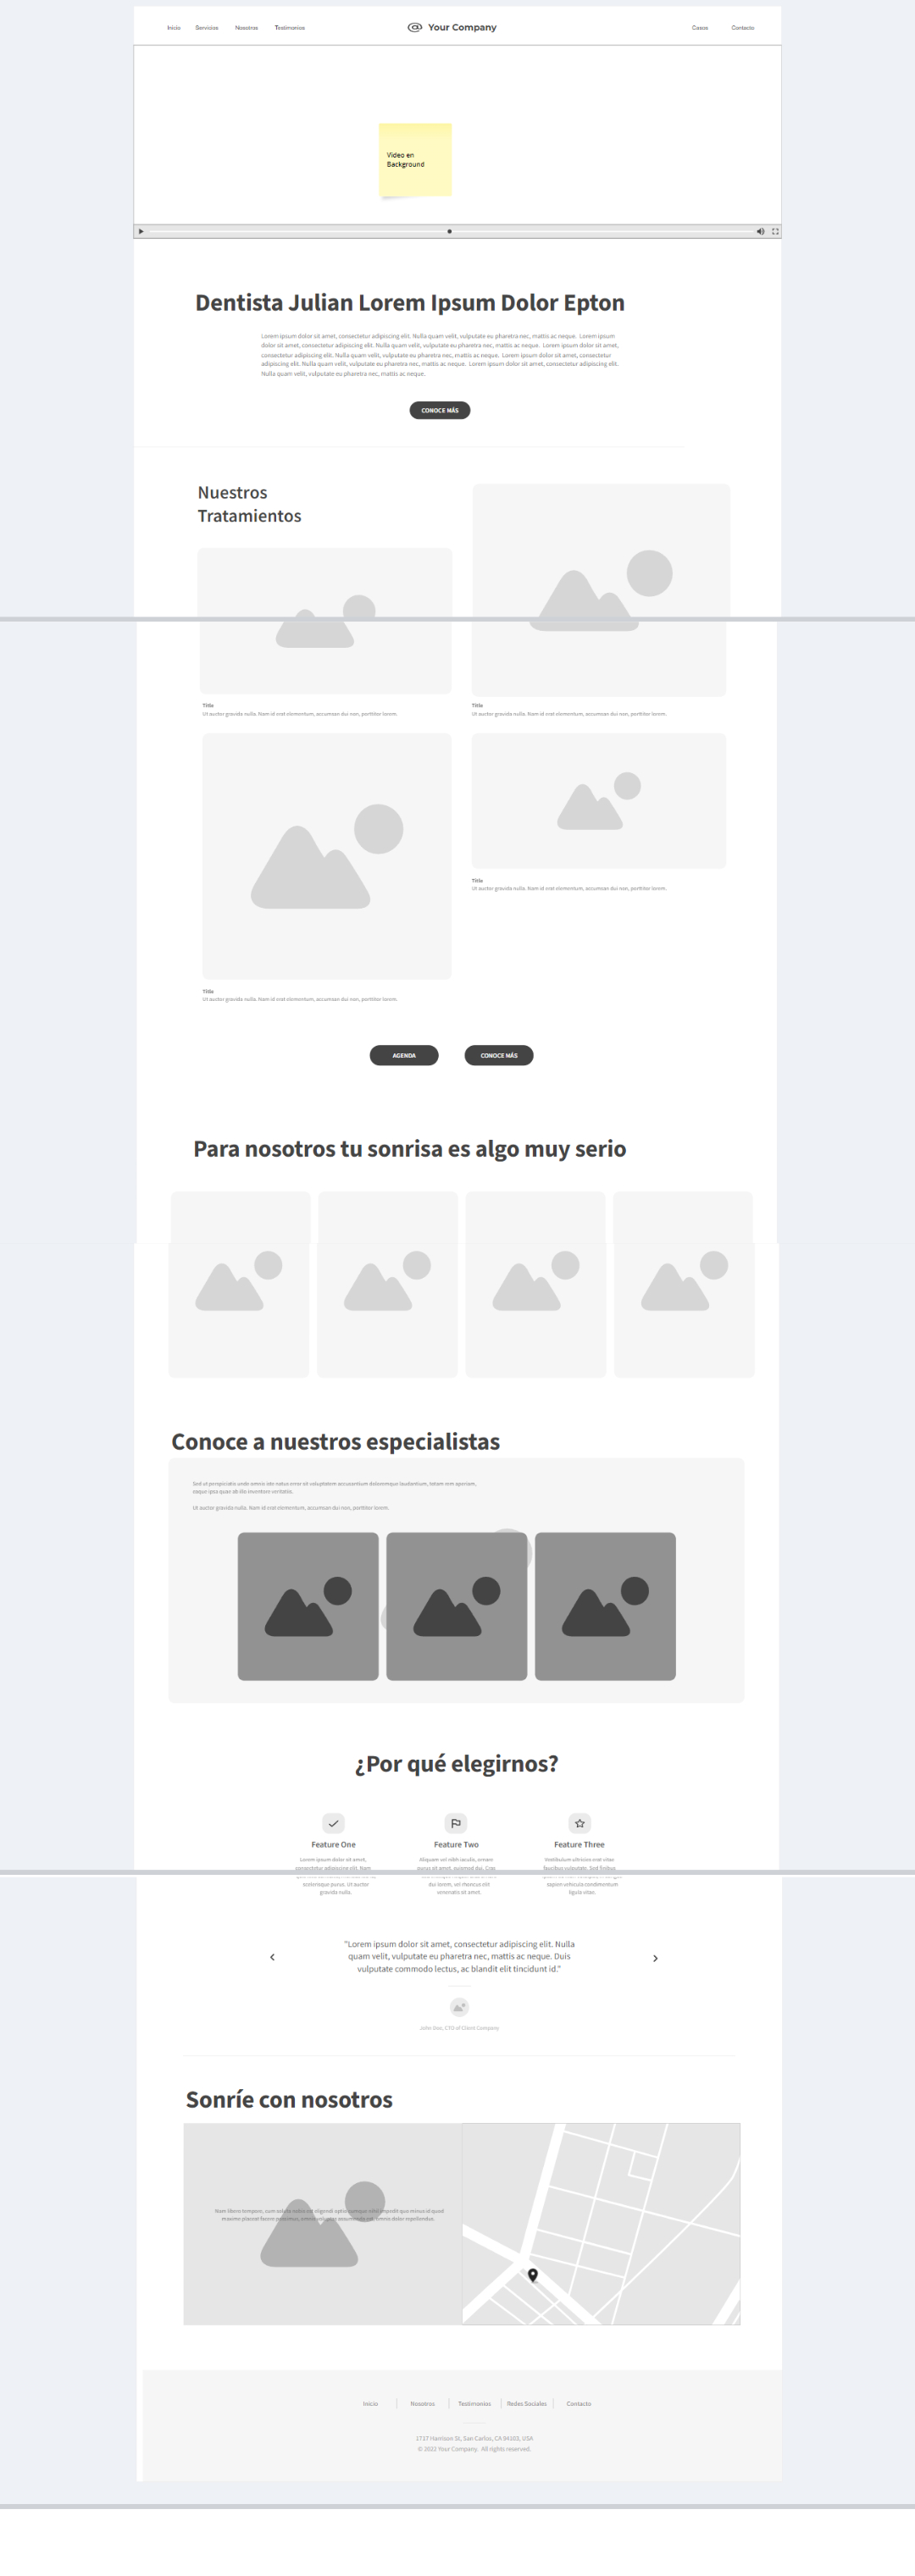 Inicio Servicios Nosotros Testimonios Your Company Casos Contacto
Video en
Background
Dentista Julian Lorem Ipsum Dolor Epton
Lorem ipsum dolor sit amet, consectetur adipiscing elit. Nulla quam velit, vulputate eu pharetra nec, mattis ac neque. Lorem ipsum
dolor sit amet, consectetur adipiscing elit. Nulla quam velit, vulputate eu pharetra nec, mattis ac neque. Lorem ipsum dolor sit amet,
consectetur adipiscing elit. Nulla quam velit, vulputate eu pharetra nec, mattis ac neque. Lorem ipsum dolor sit amet, consectetur
adipiscing elit. Nulla quam velit, vulputate eu pharetra nec, mattis ac neque. Lorem ipsum dolor sit amet, consectetur adipiscing elit.
Nulla quam velit, vulputate eu pharetra nec, mattis ac neque.
CONOCE MÁS
Nuestros
Tratamientos
Title
Ut auctor gravida nulla. Nam id erat elementum, accumsan dui non, porttitor lorem.
Title
Ut auctor gravida nulla. Nam id erat elementum, accumsan dui non, porttitor lorem.
Title
Ut auctor gravida nulla. Nam id erat elementum, accumsan dui non, porttitor lorem.
Title
Ut auctor gravida nulla. Nam id erat elementum, accumsan dui non, porttitor lorem.
AGENDA CONOCE MÁS
Para nosotros tu sonrisa es algo muy serio
Conoce a nuestros especialistas
Sed ut perspiciatis unde omnis iste natus error sit voluptatem accusantium doloremque laudantium, totam rem aperiam,
eaque ipsa quae ab illo inventore veritatis.
Ut auctor gravida nulla. Nam id erat elementum, accumsan dui non, porttitor lorem.
¿Por qué elegirnos?
Feature One
Lorem ipsum dolor sit amet,
consectetur adipiscing elit. Nam
scelerisque purus. Ut auctor
gravida nulla.
Feature Two
Aliquam vel nibh iaculis, ornare
purus sit amet, euismod dui. Cras
dui lorem, vel rhoncus elit
venenatis sit amet.
Feature Three
Vestibulum ultricies erat vitae
faucibus vulputate. Sed finibus
sapien vehicula condimentum
ligula vitae.
"Lorem ipsum dolor sit amet, consectetur adipiscing elit. Nulla
quam velit, vulputate eu pharetra nec, mattis ac neque. Duis
vulputate commodo lectus, ac blandit elit tincidunt id."
John Doe, CTO of Client Company
Sonríe con nosotros
Nam libero tempore, cum soluta nobis est eligendi optio cumque nihil impedit quo minus id quod
maxime placeat facere possimus, omnis voluptas assumenda est, omnis dolor repellendus.
Inicio Nosotros Testimonios Redes Sociales Contacto
1737 Harrison St, San Carlos, CA 94103, USA
© 2022 Your Company. All rights reserved.